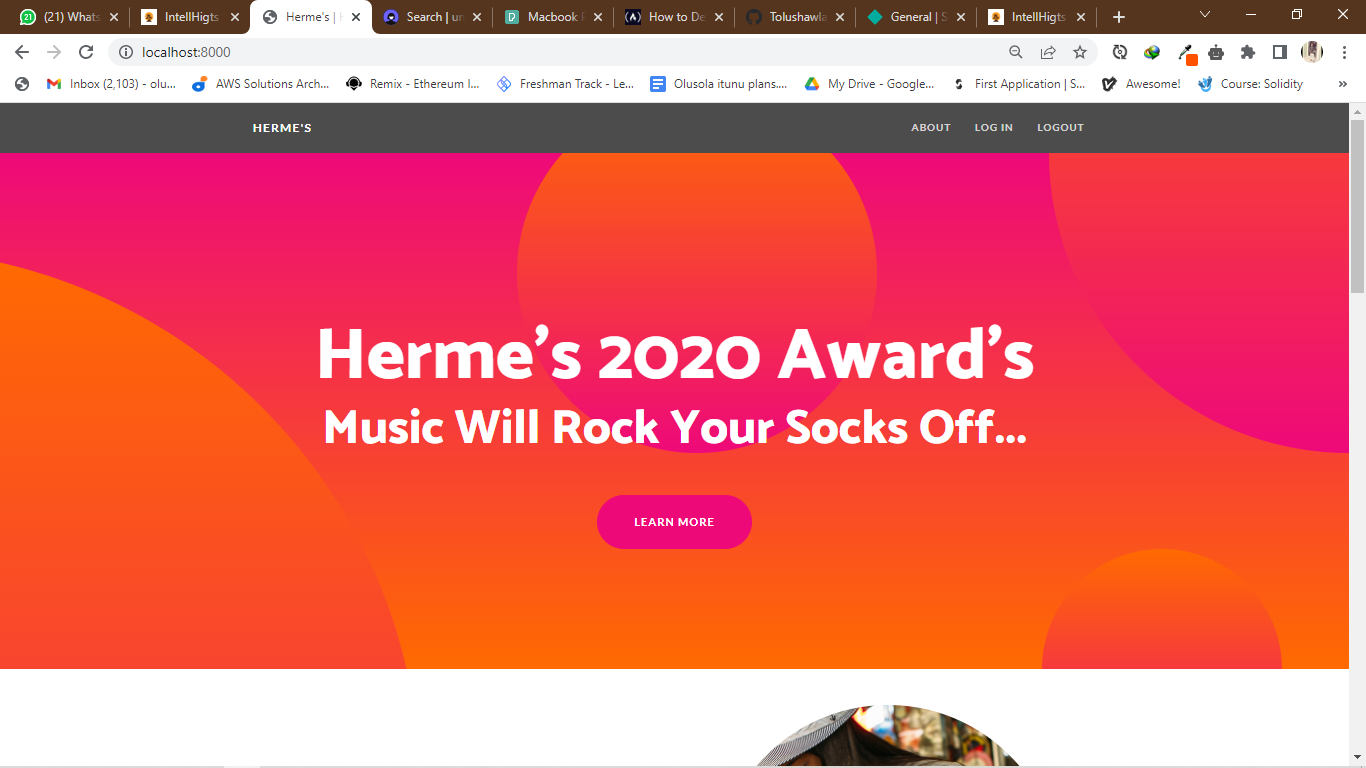 (21) Whats
IntellHigts
Herme's |
Search | un
Macbook
How to De
Tolushawla
General | S
IntellHigts
localhost:8000
Inbox (2,103) - olu...
AWS Solutions Arch...
Remix - Ethereum I...
Freshman Track - Le...
Olusola itunu plans....
My Drive - Google...
First Application | S...
Awesome!
Course: Solidity
»
HERME'S
ABOUT
LOG IN
LOGOUT
Herme's 2020 Award's
Music Will Rock Your Socks Off...
LEARN MORE